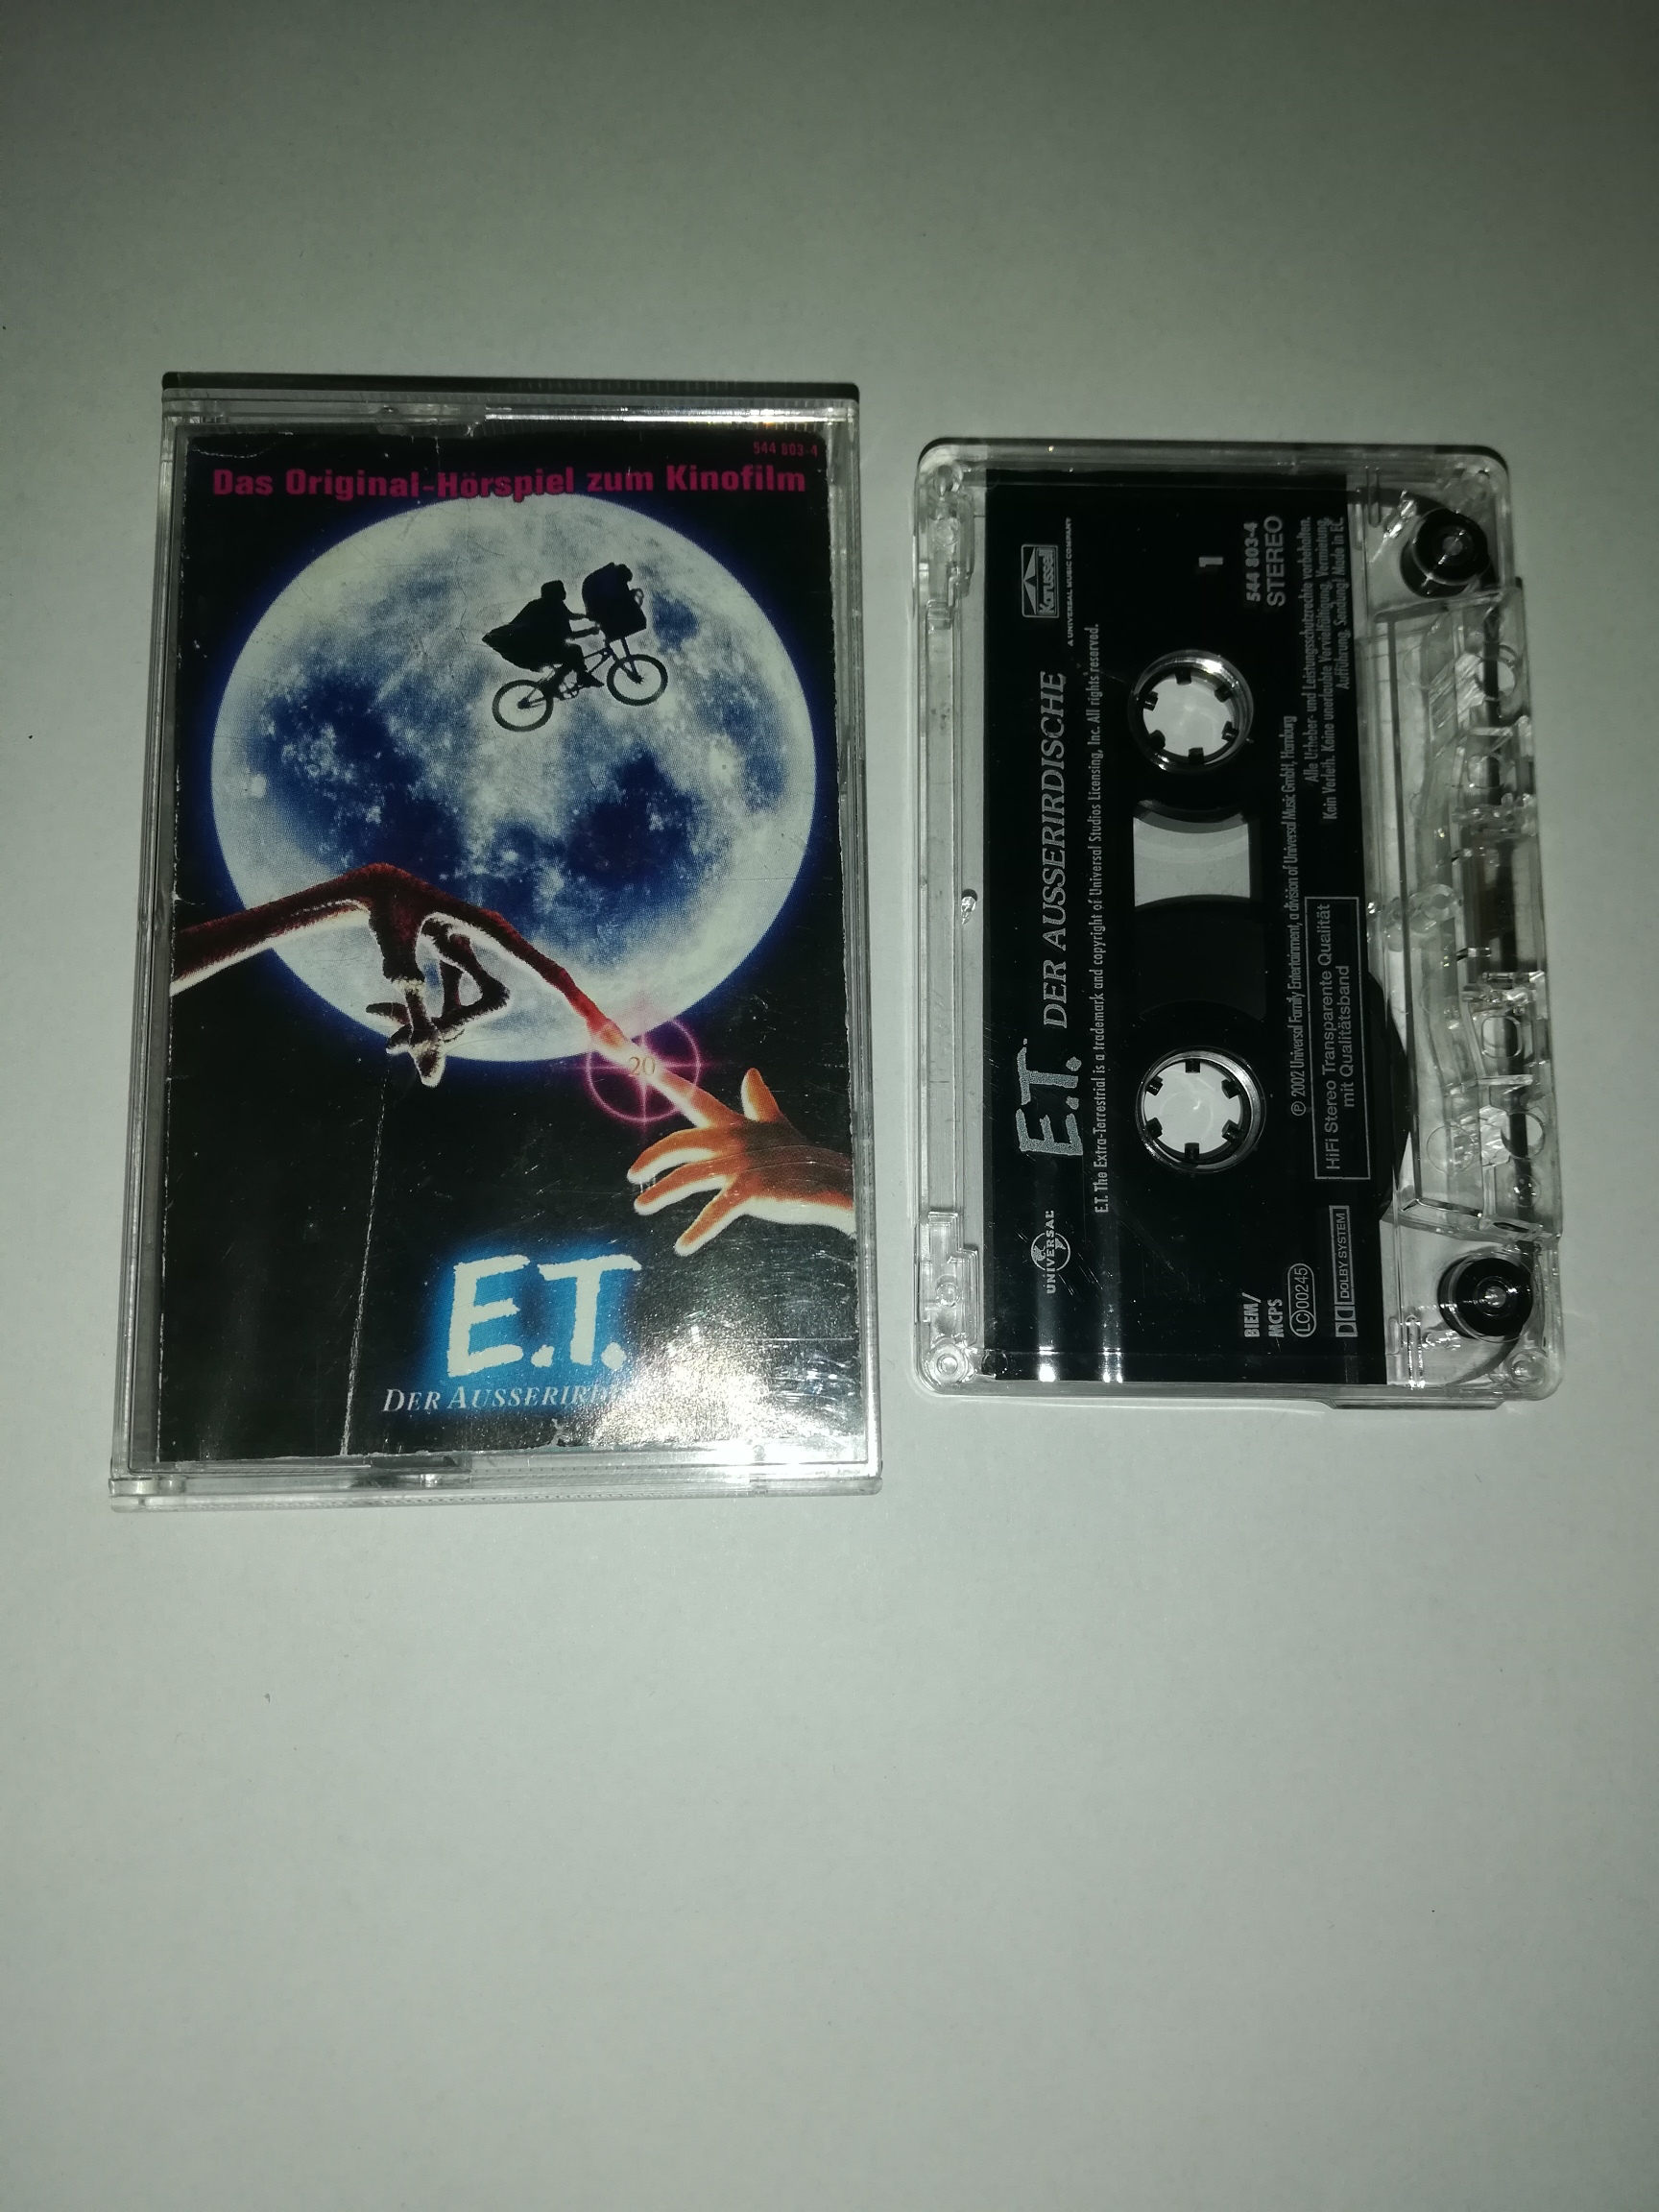 544 803-4
Das Original-Hörspiel zum Kinofilm
20
E.T.
DER
Karussell
A UNIVERSAL MUSIC COMPANY
UNIVERSAL
E.T.™ DER AUSSERIRDISCHE
E.T. The Extra-Terrestrial is a trademark and copyright of Universal Studios Licensing, Inc. All rights reserved.
1
544 803-4
STEREO
BIEM/
MCPS
LC 00245
DOLBY SYSTEM
℗ 2002 Universal Family Entertainment, a division of Universal Music GmbH, Hamburg
Alle Urheber- und Leistungsschutzrechte vorbehalten.
Kein Verleih. Keine unerlaubte Vervielfältigung, Vermietung,
Aufführung, Sendung! Made in EC.
HiFi Stereo Transparente Qualität
mit Qualitätsband